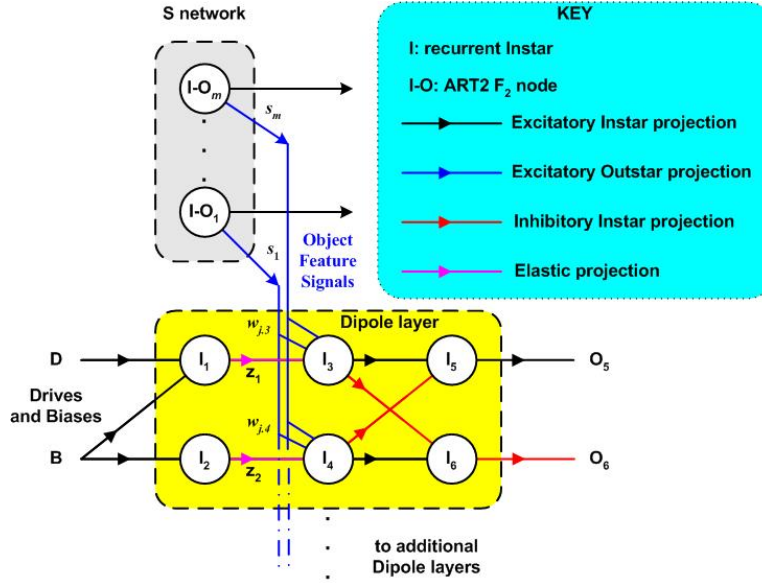 S network
KEY
I: recurrent Instar
I-O: ART2 F₂ node
Excitatory Instar projection
Excitatory Outstar projection
Inhibitory Instar projection
Elastic projection
I-Oₘ
sₘ
I-O₁
s₁
Object
Feature
Signals
Dipole layer
wⱼ,₃
D
I₁
z₁
I₃
I₅
O₅
Drives
and Biases
wⱼ,₄
B
I₂
z₂
I₄
I₆
O₆
to additional
Dipole layers